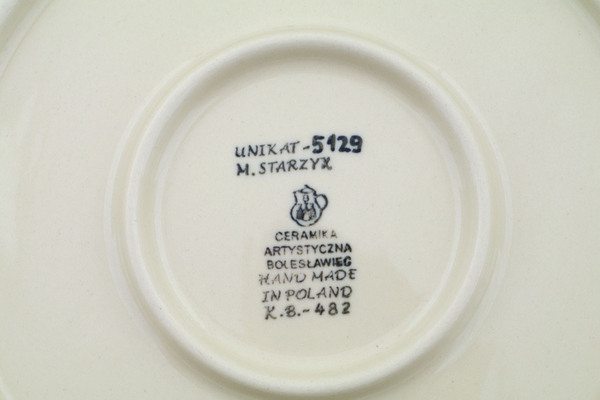 UNIKAT-5129
M. STARZYK
CERAMIKA
ARTYSTYCZNA
BOLESŁAWIEC
HAND MADE
IN POLAND
K.B.-482